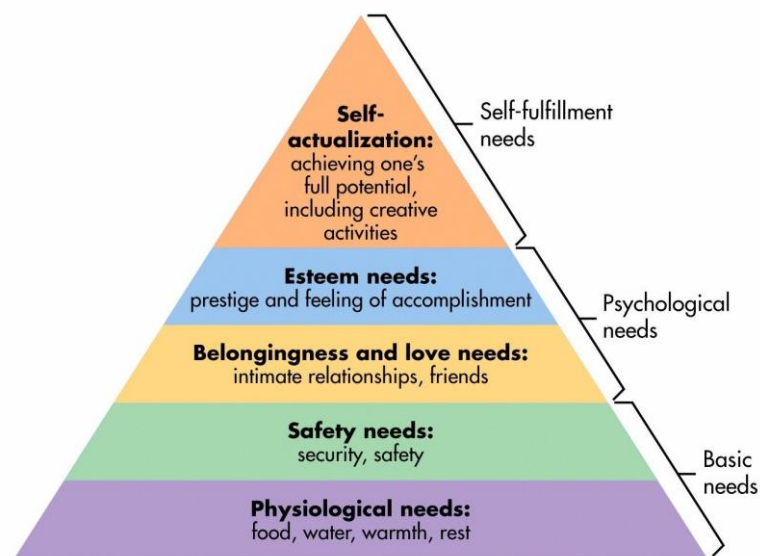 Self-
actualization:
achieving one's
full potential,
including creative
activities
Self-fulfillment
needs
Esteem needs:
prestige and feeling of accomplishment
Belongingness and love needs:
intimate relationships, friends
Psychological
needs
Safety needs:
security, safety
Physiological needs:
food, water, warmth, rest
Basic
needs